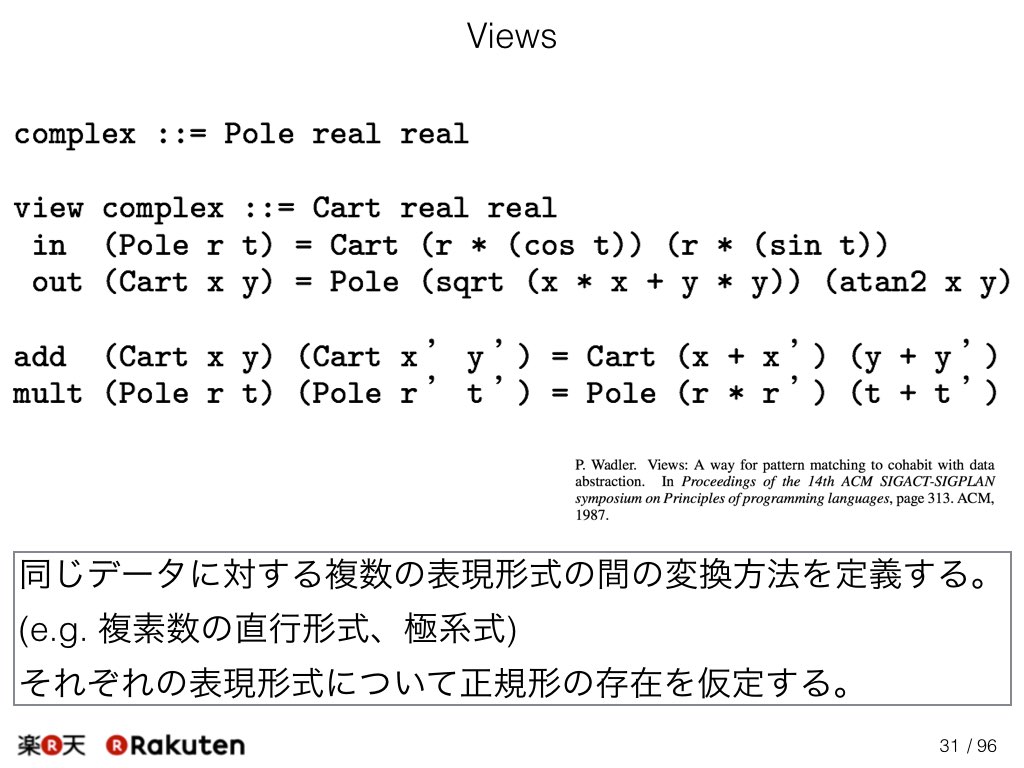 Views
complex ::= Pole real real
view complex ::= Cart real real
in (Pole r t) = Cart (r * (cos t)) (r * (sin t))
out (Cart x y) = Pole (sqrt (x * x + y * y)) (atan2 x y)
add (Cart x y) (Cart x' y') = Cart (x + x') (y + y')
mult (Pole r t) (Pole r' t') = Pole (r * r') (t + t')
P. Wadler. Views: A way for pattern matching to cohabit with data
abstraction. In Proceedings of the 14th ACM SIGACT-SIGPLAN
symposium on Principles of programming languages, page 313. ACM,
1987.
同じデータに対する複数の表現形式の間の変換方法を定義する。
(e.g. 複素数の直行形式、極系式)
それぞれの表現形式について正規形の存在を仮定する。
楽R天 R Rakuten
31 / 96